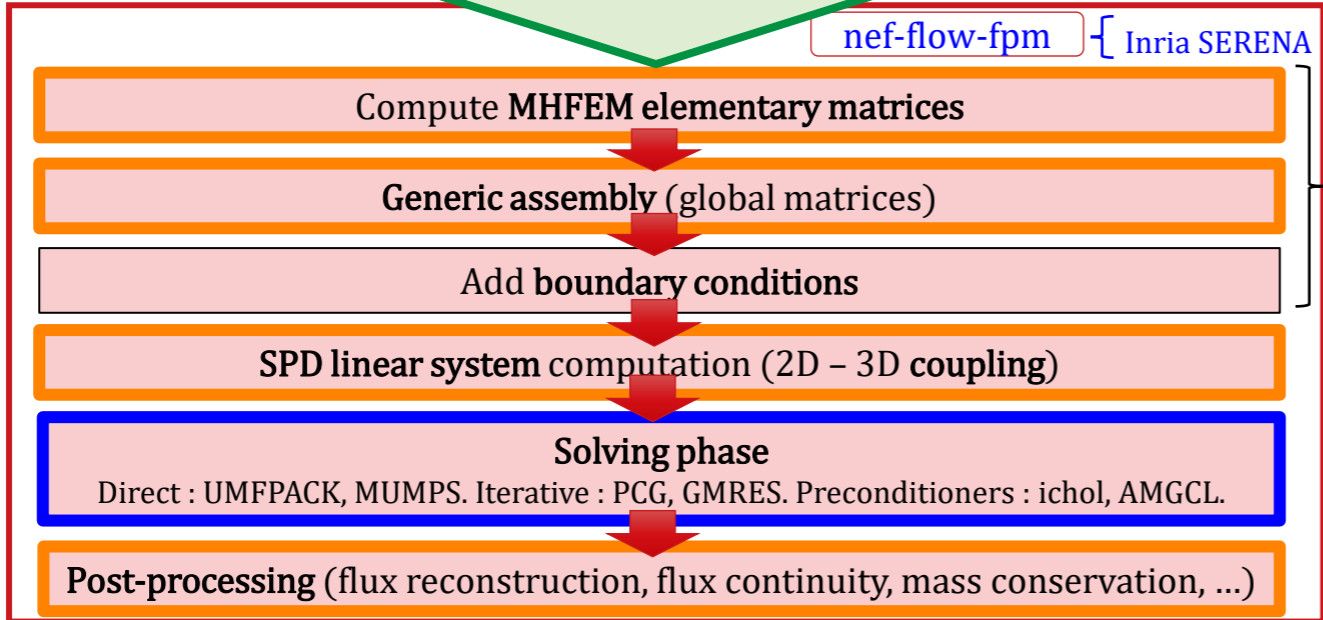 nef-flow-fpm Inria SERENA
Compute MHFEM elementary matrices
Generic assembly (global matrices)
Add boundary conditions
SPD linear system computation (2D – 3D coupling)
Solving phase
Direct : UMFPACK, MUMPS. Iterative : PCG, GMRES. Preconditioners : ichol, AMGCL.
Post-processing (flux reconstruction, flux continuity, mass conservation, ...)